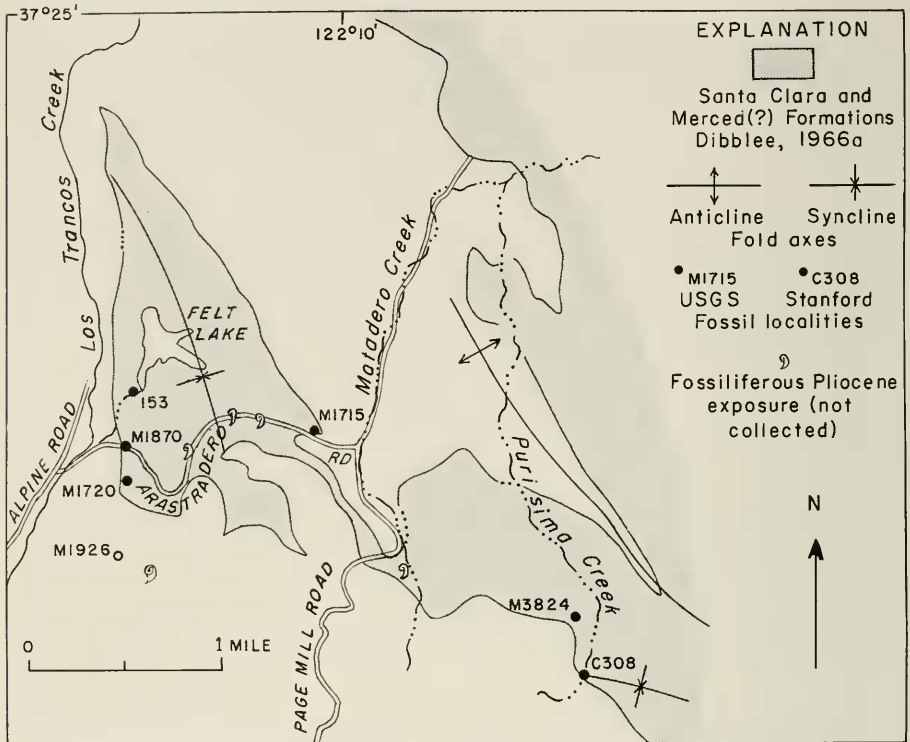 37°25'
122°10'
EXPLANATION
Santa Clara and
Merced(?) Formations
Dibblee, 1966a
Anticline Syncline
Fold axes
M1715 C308
USGS Stanford
Fossil localities
Fossiliferous Pliocene
exposure (not
collected)
N
Los Trancos Creek
FELT
LAKE
Matadero Creek
153
M1715
M1870
ARASTRADERO RD
M1720
ALPINE ROAD
M1926
Purisima Creek
M3824
C308
PAGE MILL ROAD
0 1 MILE